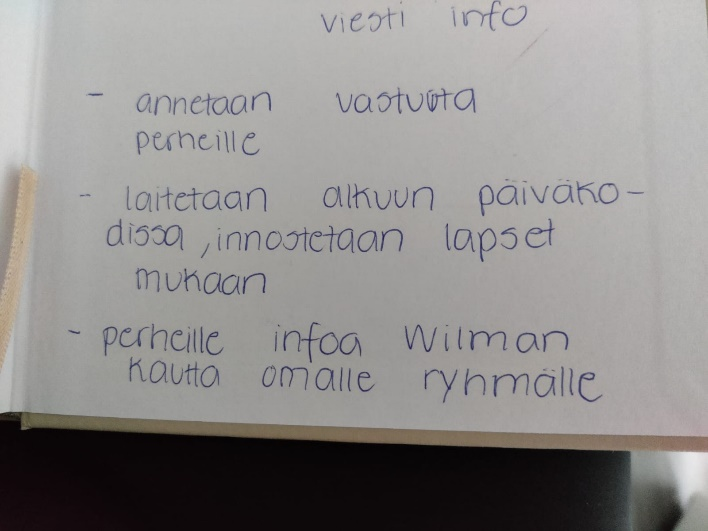 viesti info
- annetaan vastuuta
perheille
- laitetaan alkuun päiväko-
dissa, innostetaan lapset
mukaan
- perheille infoa Wilman
kautta omalle ryhmälle